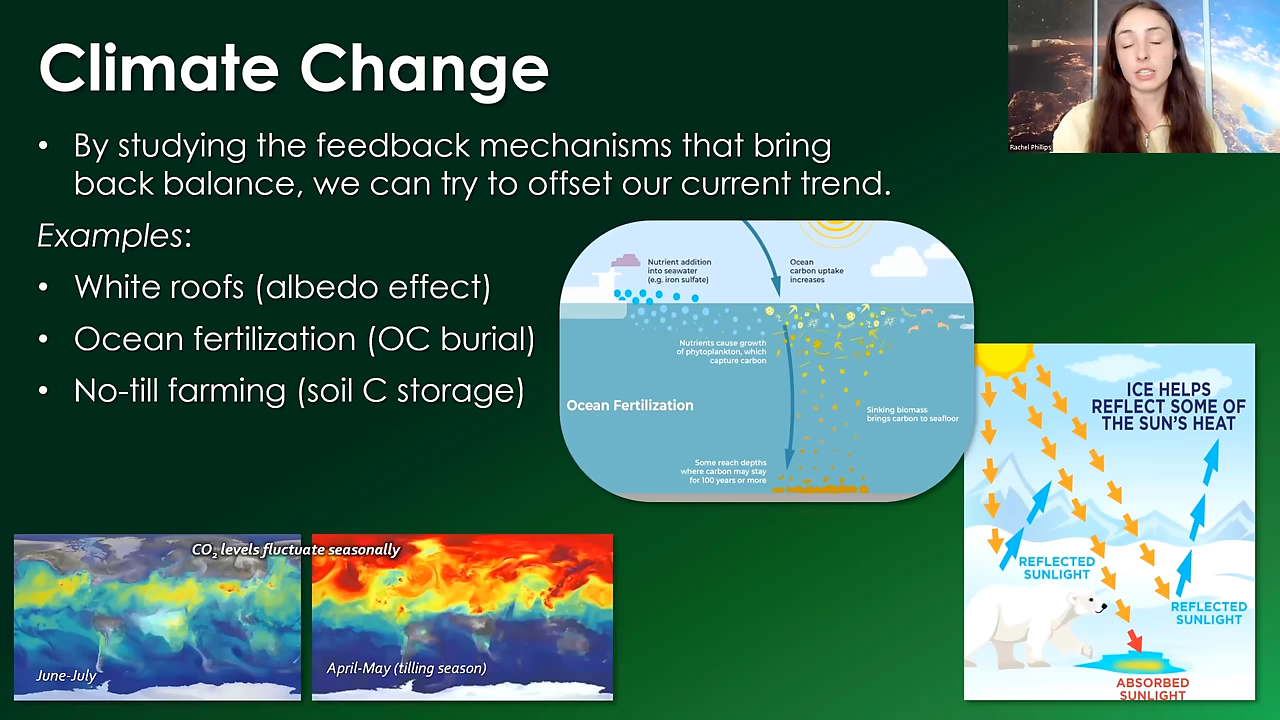 Climate Change
• By studying the feedback mechanisms that bring
back balance, we can try to offset our current trend.
Examples:
• White roofs (albedo effect)
• Ocean fertilization (OC burial)
• No-till farming (soil C storage)
Rachel Phillips
Nutrient addition
into seawater
(e.g. iron sulfate)
Ocean
carbon uptake
increases
Nutrients cause growth
of phytoplankton, which
capture carbon
Ocean Fertilization
Sinking biomass
brings carbon to seafloor
Some reach depths
where carbon may stay
for 100 years or more
ICE HELPS
REFLECT SOME OF
THE SUN'S HEAT
REFLECTED
SUNLIGHT
REFLECTED
SUNLIGHT
ABSORBED
SUNLIGHT
CO₂ levels fluctuate seasonally
June-July
April-May (tilling season)